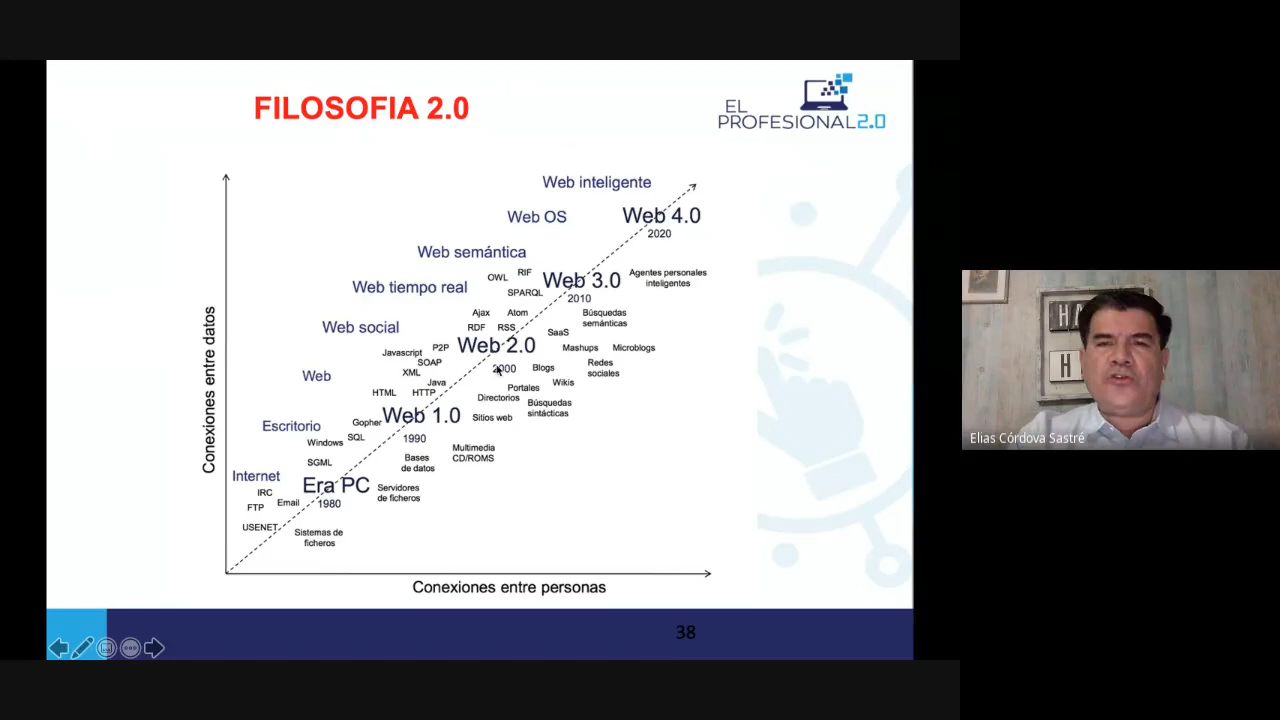 FILOSOFIA 2.0
EL
PROFESIONAL2.0
Web inteligente
Web OS
Web 4.0
2020
Web semántica
OWL
RIF
Web 3.0
Agentes personales
inteligentes
Web tiempo real
SPARQL
2010
Ajax
Atom
Búsquedas
semánticas
Web social
RDF
RSS
SaaS
Javascript
P2P
Web 2.0
Mashups
Microblogs
SOAP
Redes
sociales
XML
2000
Blogs
Web
Java
Wikis
HTML
HTTP
Portales
Directorios
Búsquedas
sintácticas
Gopher
Web 1.0
Sitios web
Escritorio
Windows
SQL
1990
Multimedia
CD/ROMS
SGML
Bases
de datos
Internet
Era PC
Servidores
de ficheros
IRC
Email
1980
FTP
USENET
Sistemas de
ficheros
Conexiones entre datos
Conexiones entre personas
38
HA
H
Elias Córdova Sastré